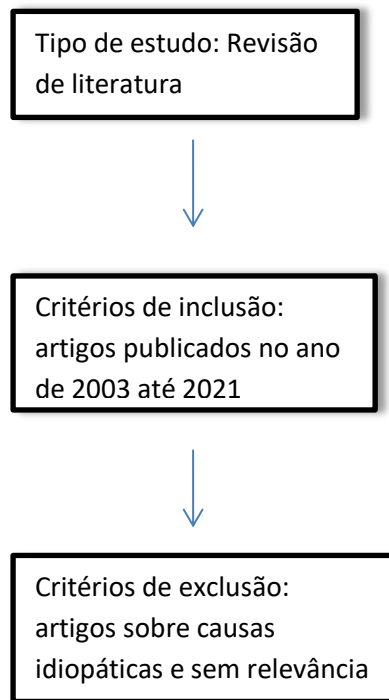 Tipo de estudo: Revisão
de literatura
Critérios de inclusão:
artigos publicados no ano
de 2003 até 2021
Critérios de exclusão:
artigos sobre causas
idiopáticas e sem relevância